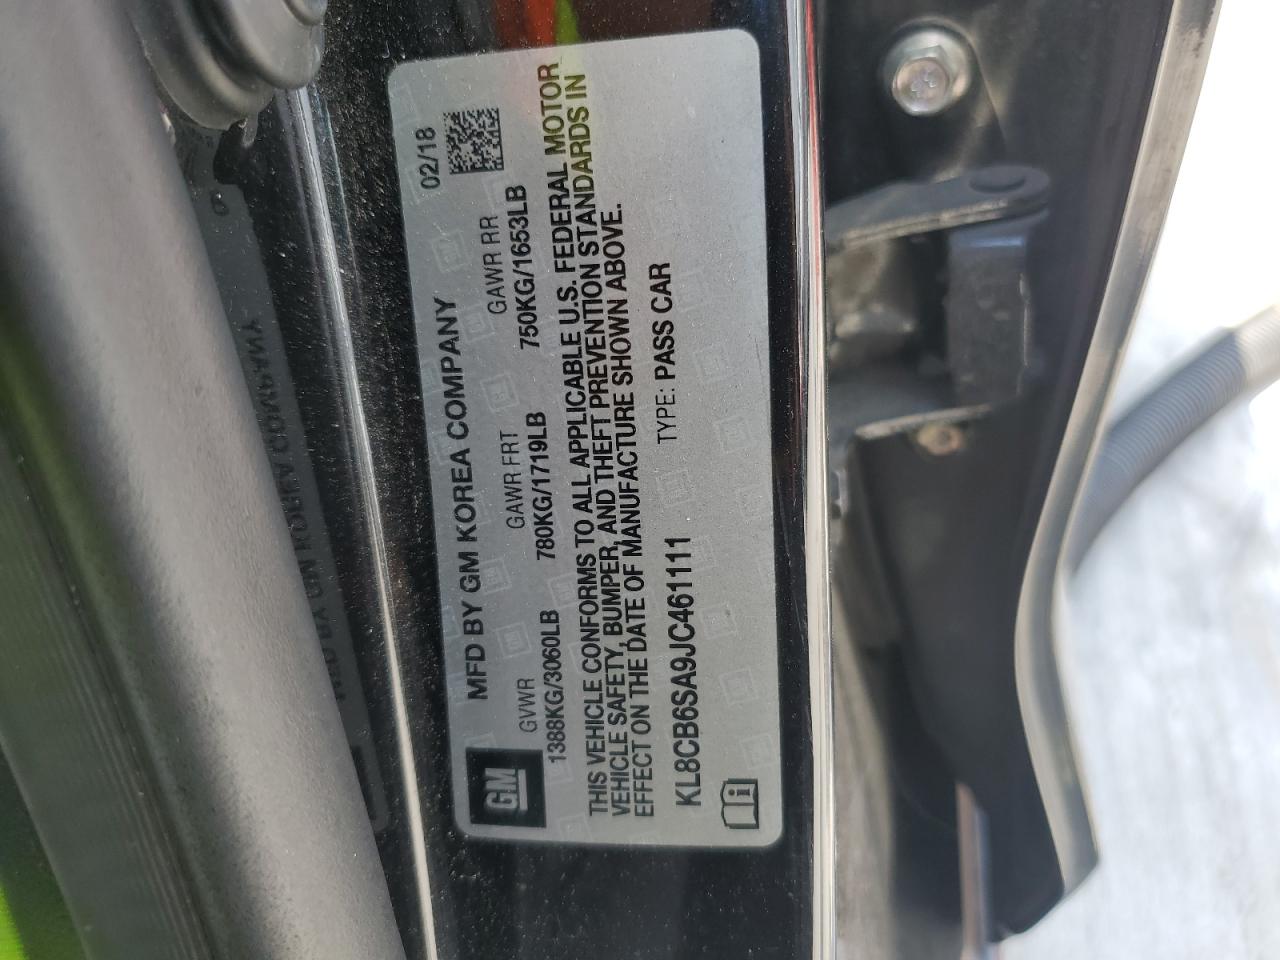 02/18
MFD BY GM KOREA COMPANY
GM
GVWR GAWR FRT GAWR RR
1388KG/3060LB 780KG/1719LB 750KG/1653LB
THIS VEHICLE CONFORMS TO ALL APPLICABLE U.S. FEDERAL MOTOR
VEHICLE SAFETY, BUMPER, AND THEFT PREVENTION STANDARDS IN
EFFECT ON THE DATE OF MANUFACTURE SHOWN ABOVE.
KL8CB6SA9JC461111 TYPE: PASS CAR